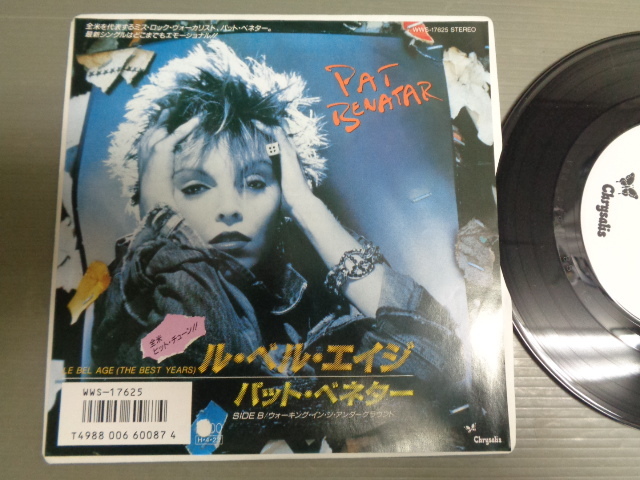 全米を代表するミス・ロック・ウォーカリスト、パット・ベネター。
最新シングルはどこまでもエモーショナル!!
WWS-17625 STEREO
PAT
BENATAR
Chrysalis
全米
ヒット・チューン!!
LE BEL AGE (THE BEST YEARS)
ル・ベル・エイジ
パット・ベネター
SIDE B/ウォーキング・イン・ジ・アンダーグラウンド
WWS-17625
T4988 006 60087 4
Chrysalis